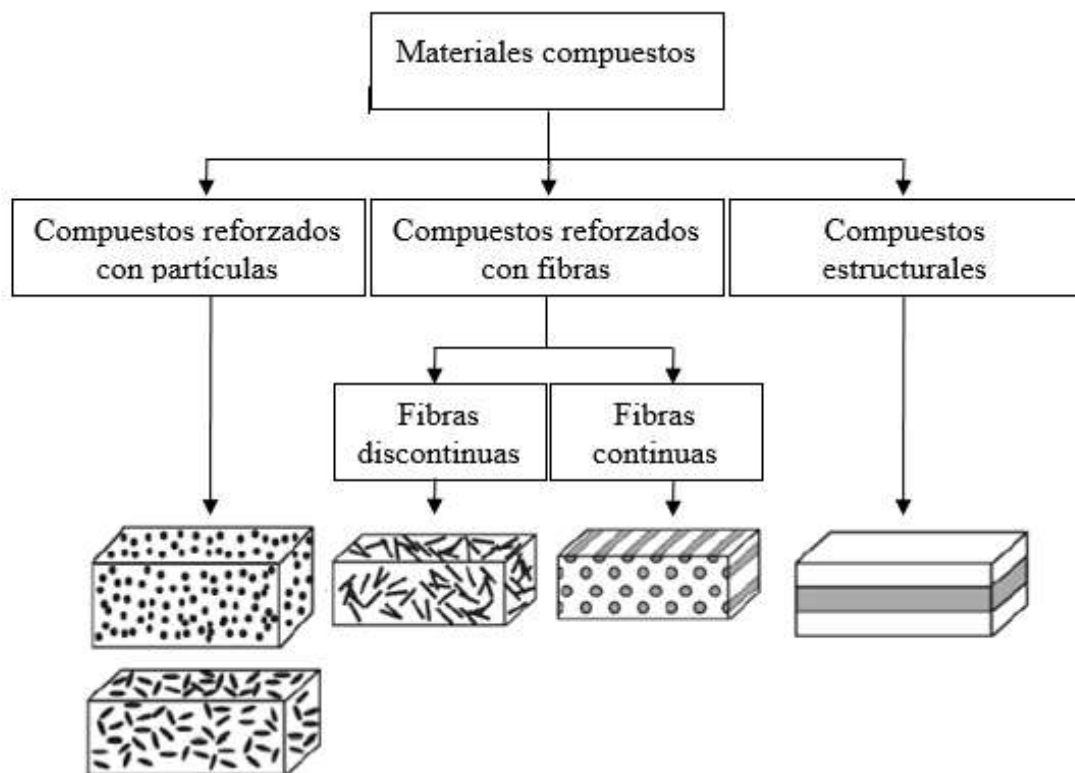 Materiales compuestos
Compuestos reforzados
con partículas
Compuestos reforzados
con fibras
Compuestos
estructurales
Fibras
discontinuas
Fibras
continuas